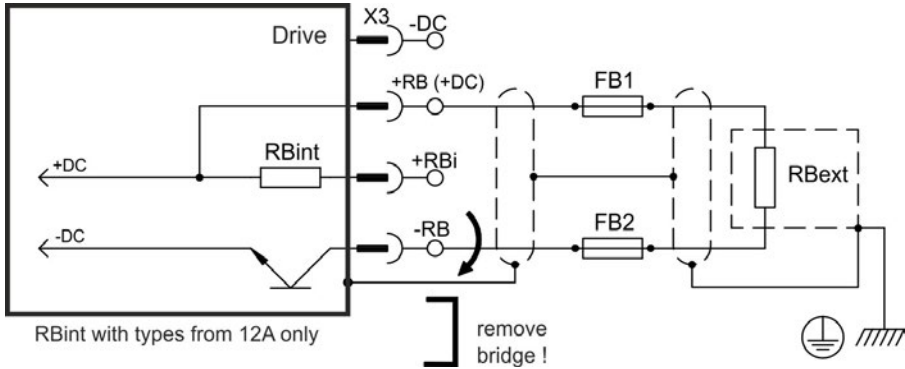 X3
-DC
Drive
+RB (+DC)
FB1
+DC
RBint
+RBi
RBext
-DC
-RB
FB2
RBint with types from 12A only
remove
bridge !